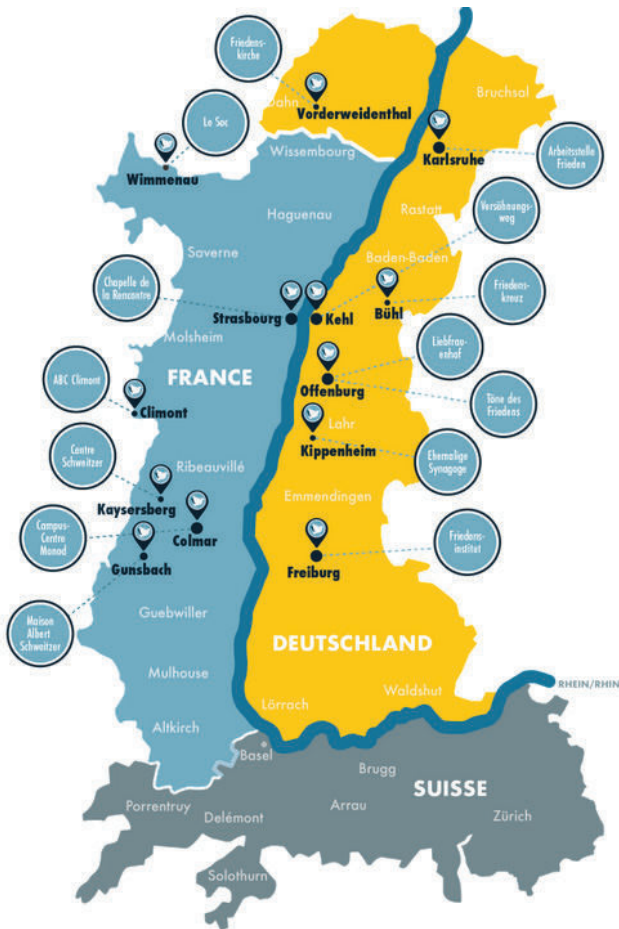 Friedens-
kirche
Dahn
Vorderweidenthal
Bruchsal
Le Soc
Wissembourg
Karlsruhe
Arbeitsstelle
Frieden
Wimmenau
Versöhnungs-
weg
Haguenau
Rastatt
Saverne
Baden-Baden
Chapelle de
la Rencontre
Friedens-
kreuz
Strasbourg
Kehl
Bühl
Molsheim
Liebfrau-
enhof
FRANCE
ABC Climont
Offenburg
Töne des
Friedens
Climont
Lahr
Kippenheim
Centre
Schweitzer
Ribeauvillé
Ehemalige
Synagoge
Kaysersberg
Emmendingen
Campus-
Centre
Monod
Colmar
Friedens-
institut
Gunsbach
Freiburg
Maison
Albert
Schweitzer
Guebwiller
DEUTSCHLAND
Mulhouse
Waldshut
RHEIN/RHIN
Lörrach
Altkirch
Basel
Brugg
SUISSE
Porrentruy
Delémont
Arrau
Zürich
Solothurn